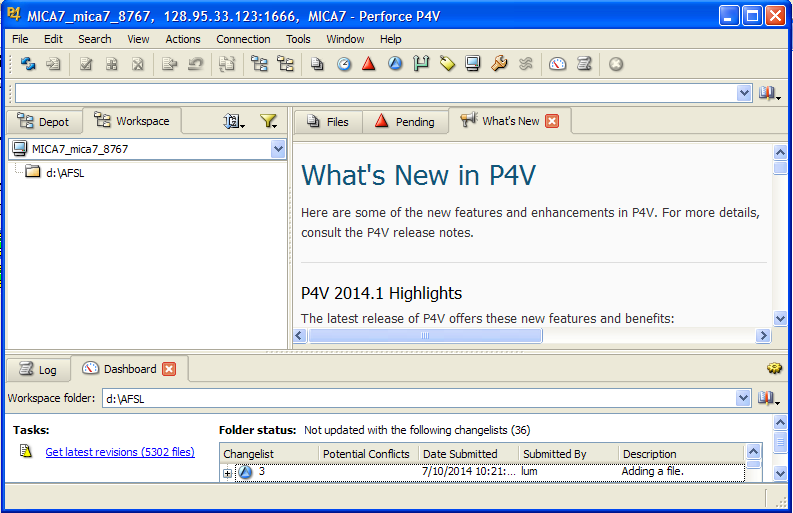 MICA7_mica7_8767, 128.95.33.123:1666, MICA7 - Perforce P4V
File Edit Search View Actions Connection Tools Window Help
Depot Workspace
Files Pending What's New
MICA7_mica7_8767
d:\AFSL
What's New in P4V
Here are some of the new features and enhancements in P4V. For more details,
consult the P4V release notes.
P4V 2014.1 Highlights
The latest release of P4V offers these new features and benefits:
Log Dashboard
Workspace folder: d:\AFSL
Tasks:
Get latest revisions (5302 files)
Folder status: Not updated with the following changelists (36)
Changelist Potential Conflicts Date Submitted Submitted By Description
3 7/10/2014 10:21:... lum Adding a file.